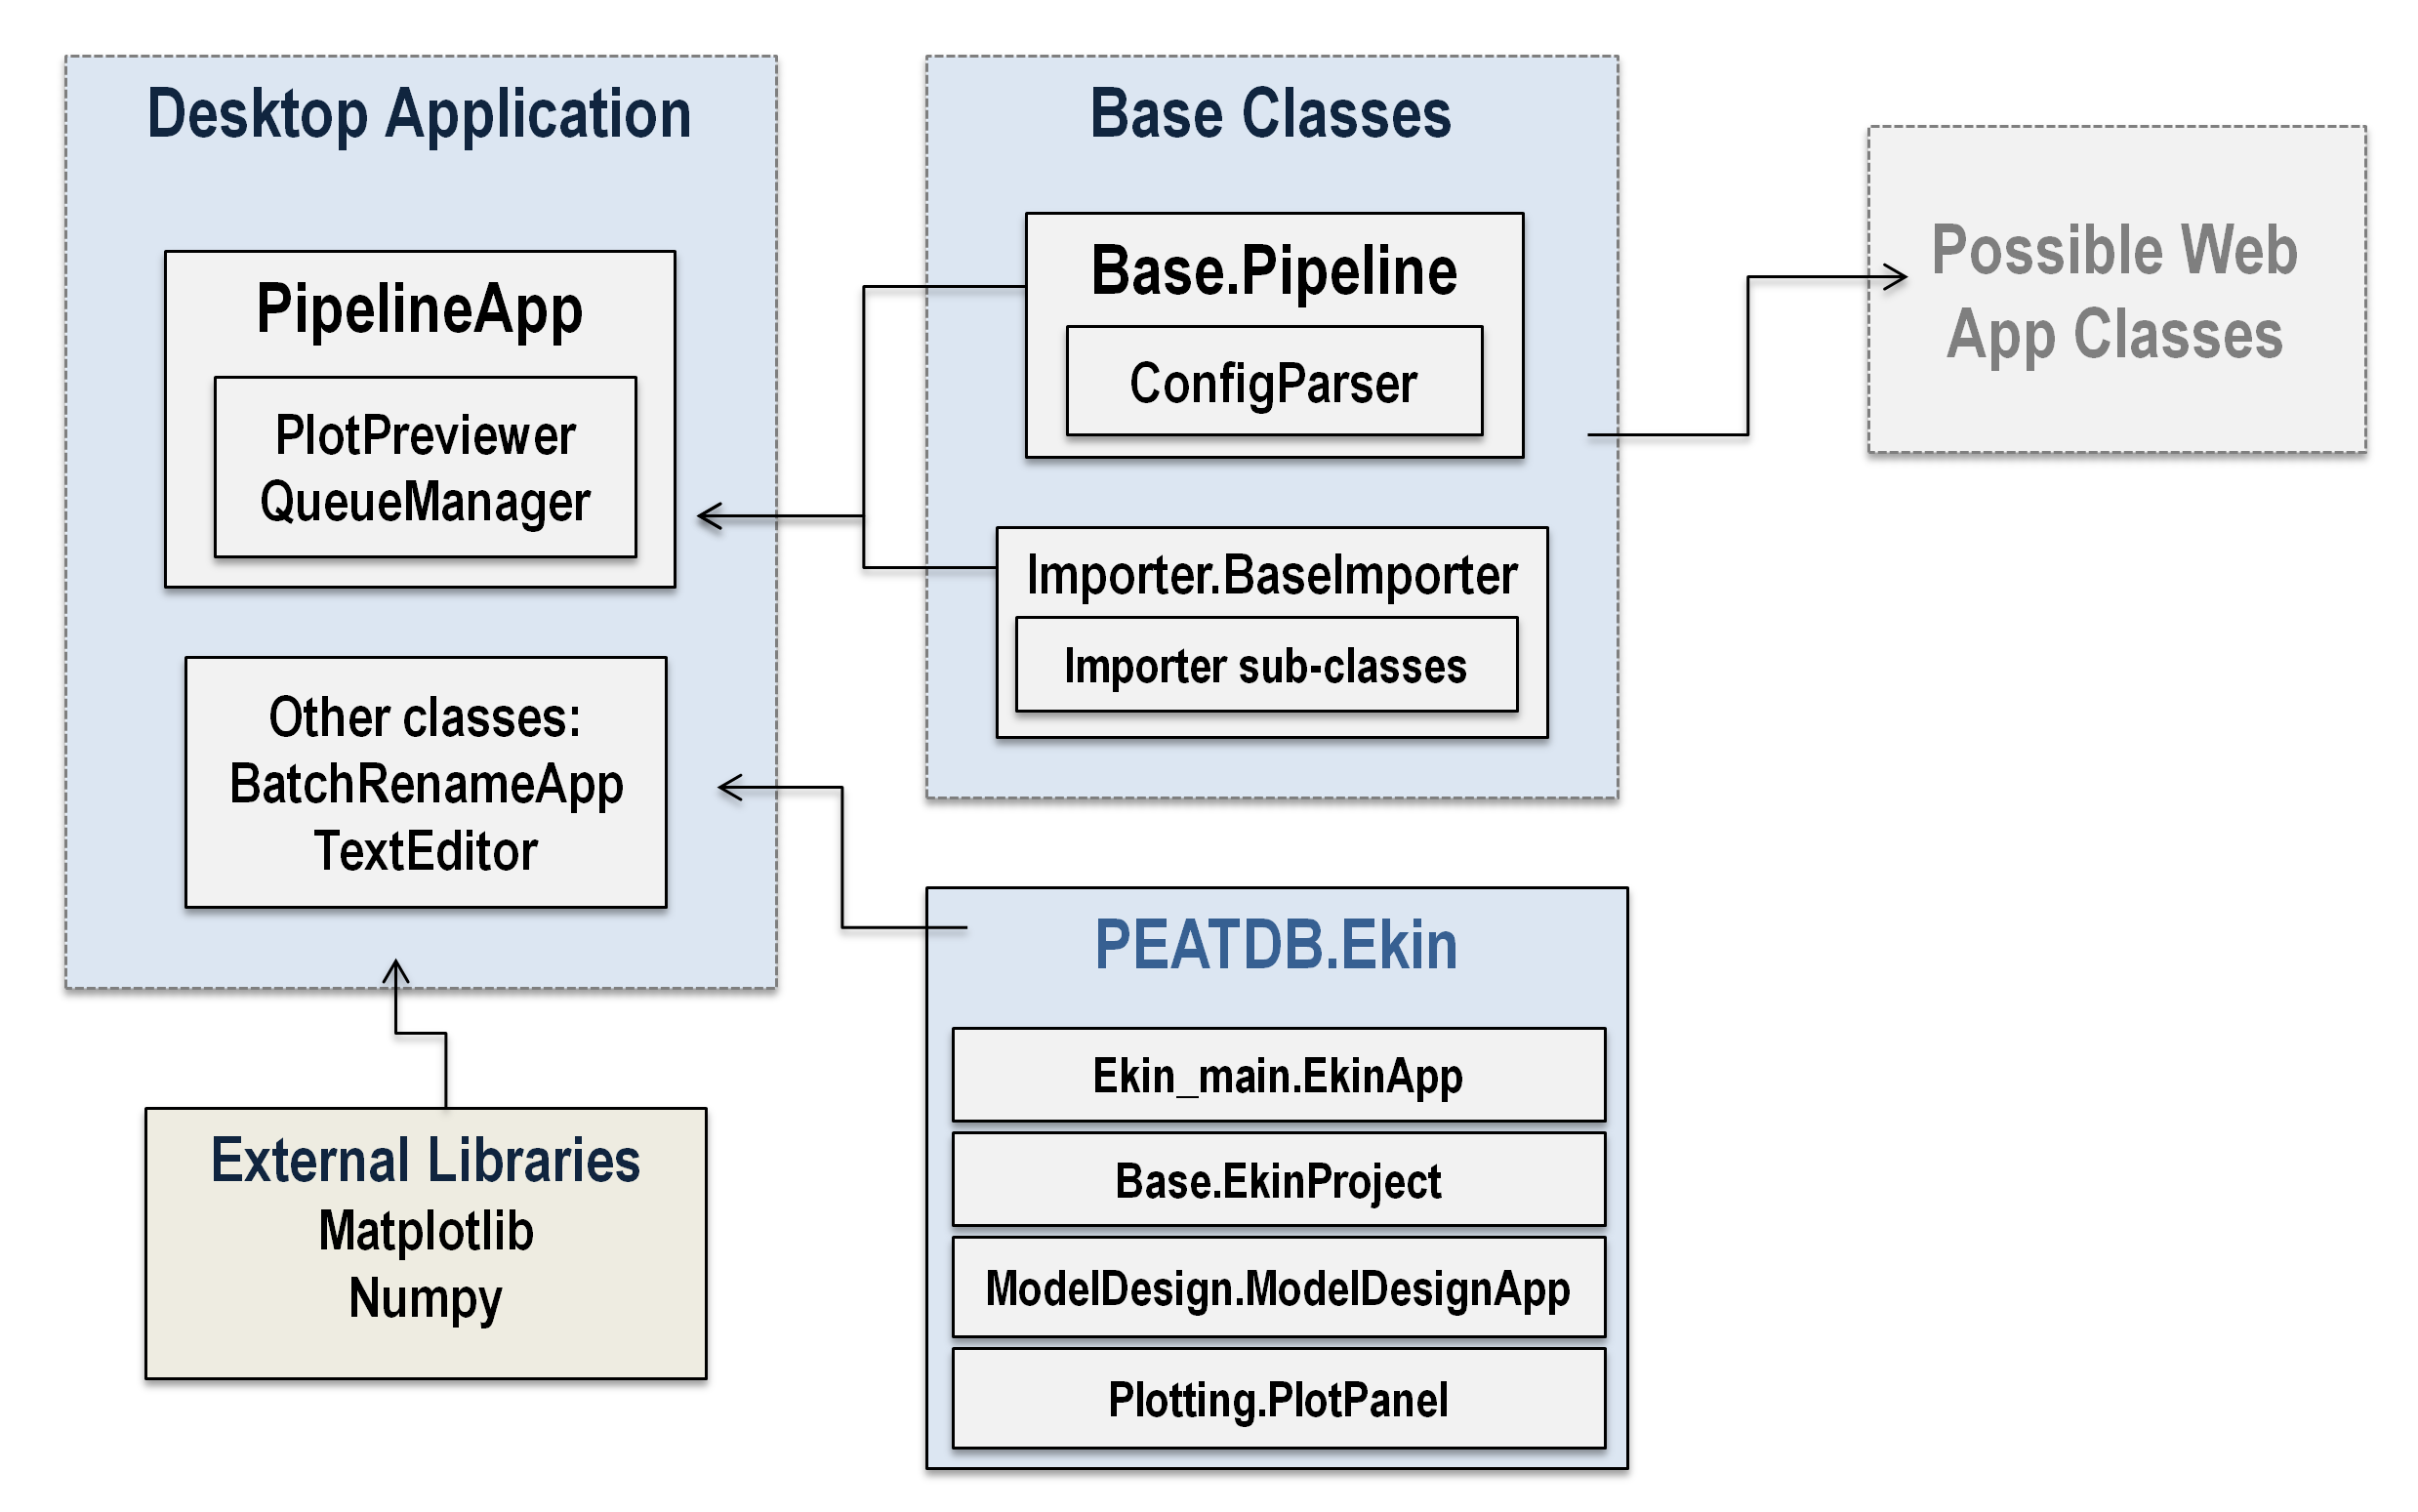 Desktop Application
PipelineApp
PlotPreviewer
QueueManager
Other classes:
BatchRenameApp
TextEditor
External Libraries
Matplotlib
Numpy
Base Classes
Base.Pipeline
ConfigParser
Importer.BaseImporter
Importer sub-classes
PEATDB.Ekin
Ekin_main.EkinApp
Base.EkinProject
ModelDesign.ModelDesignApp
Plotting.PlotPanel
Possible Web
App Classes